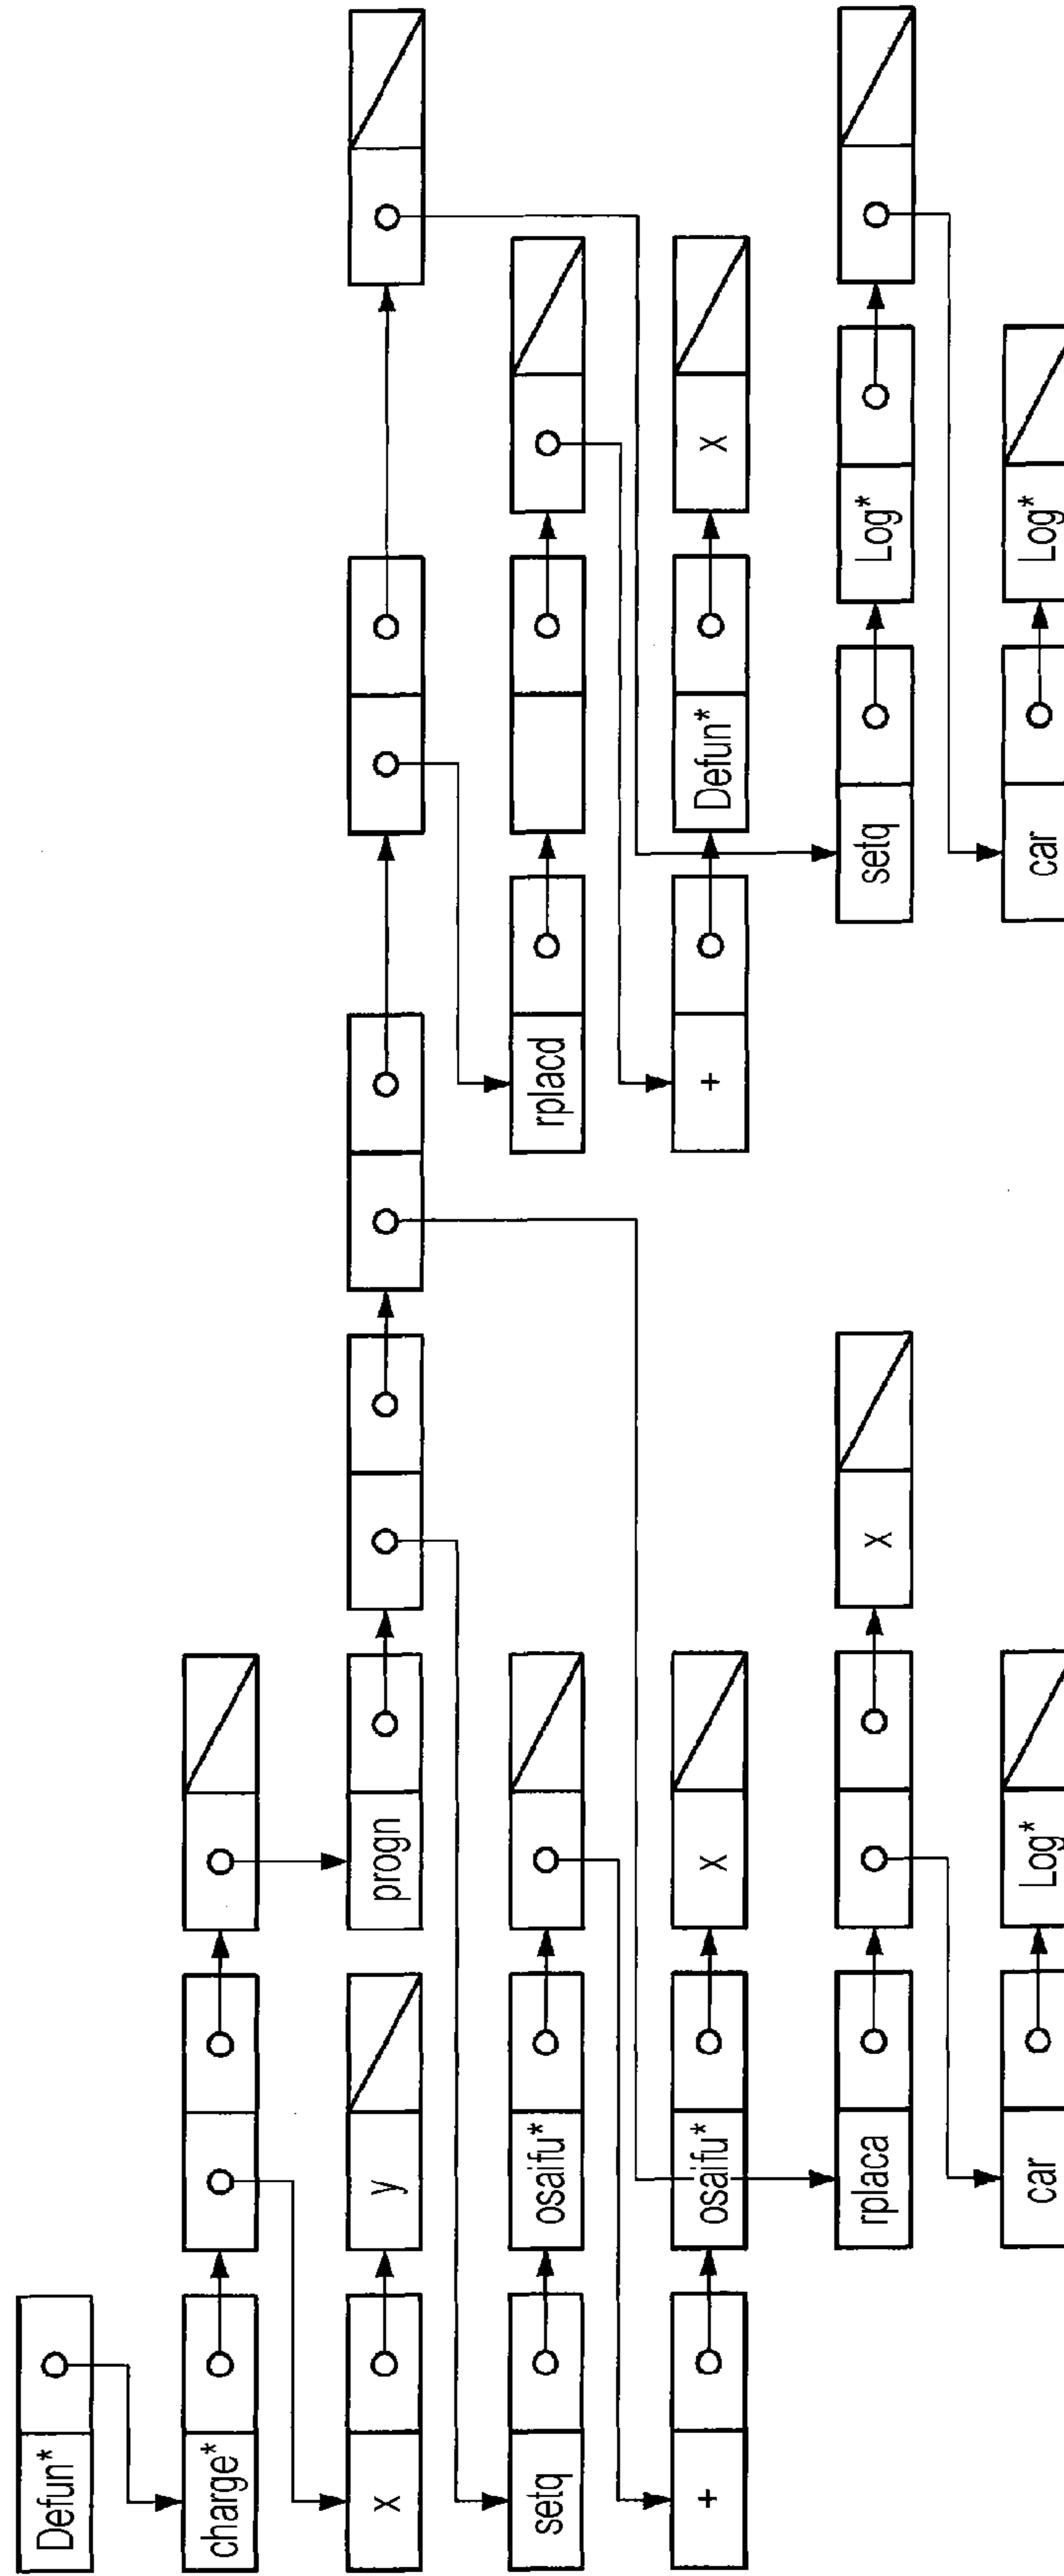 Defun*
charge*
x y progn
setq osaifu* rplacd
+ osaifu* x + Defun* x
rplaca x setq Log*
car Log* car Log*